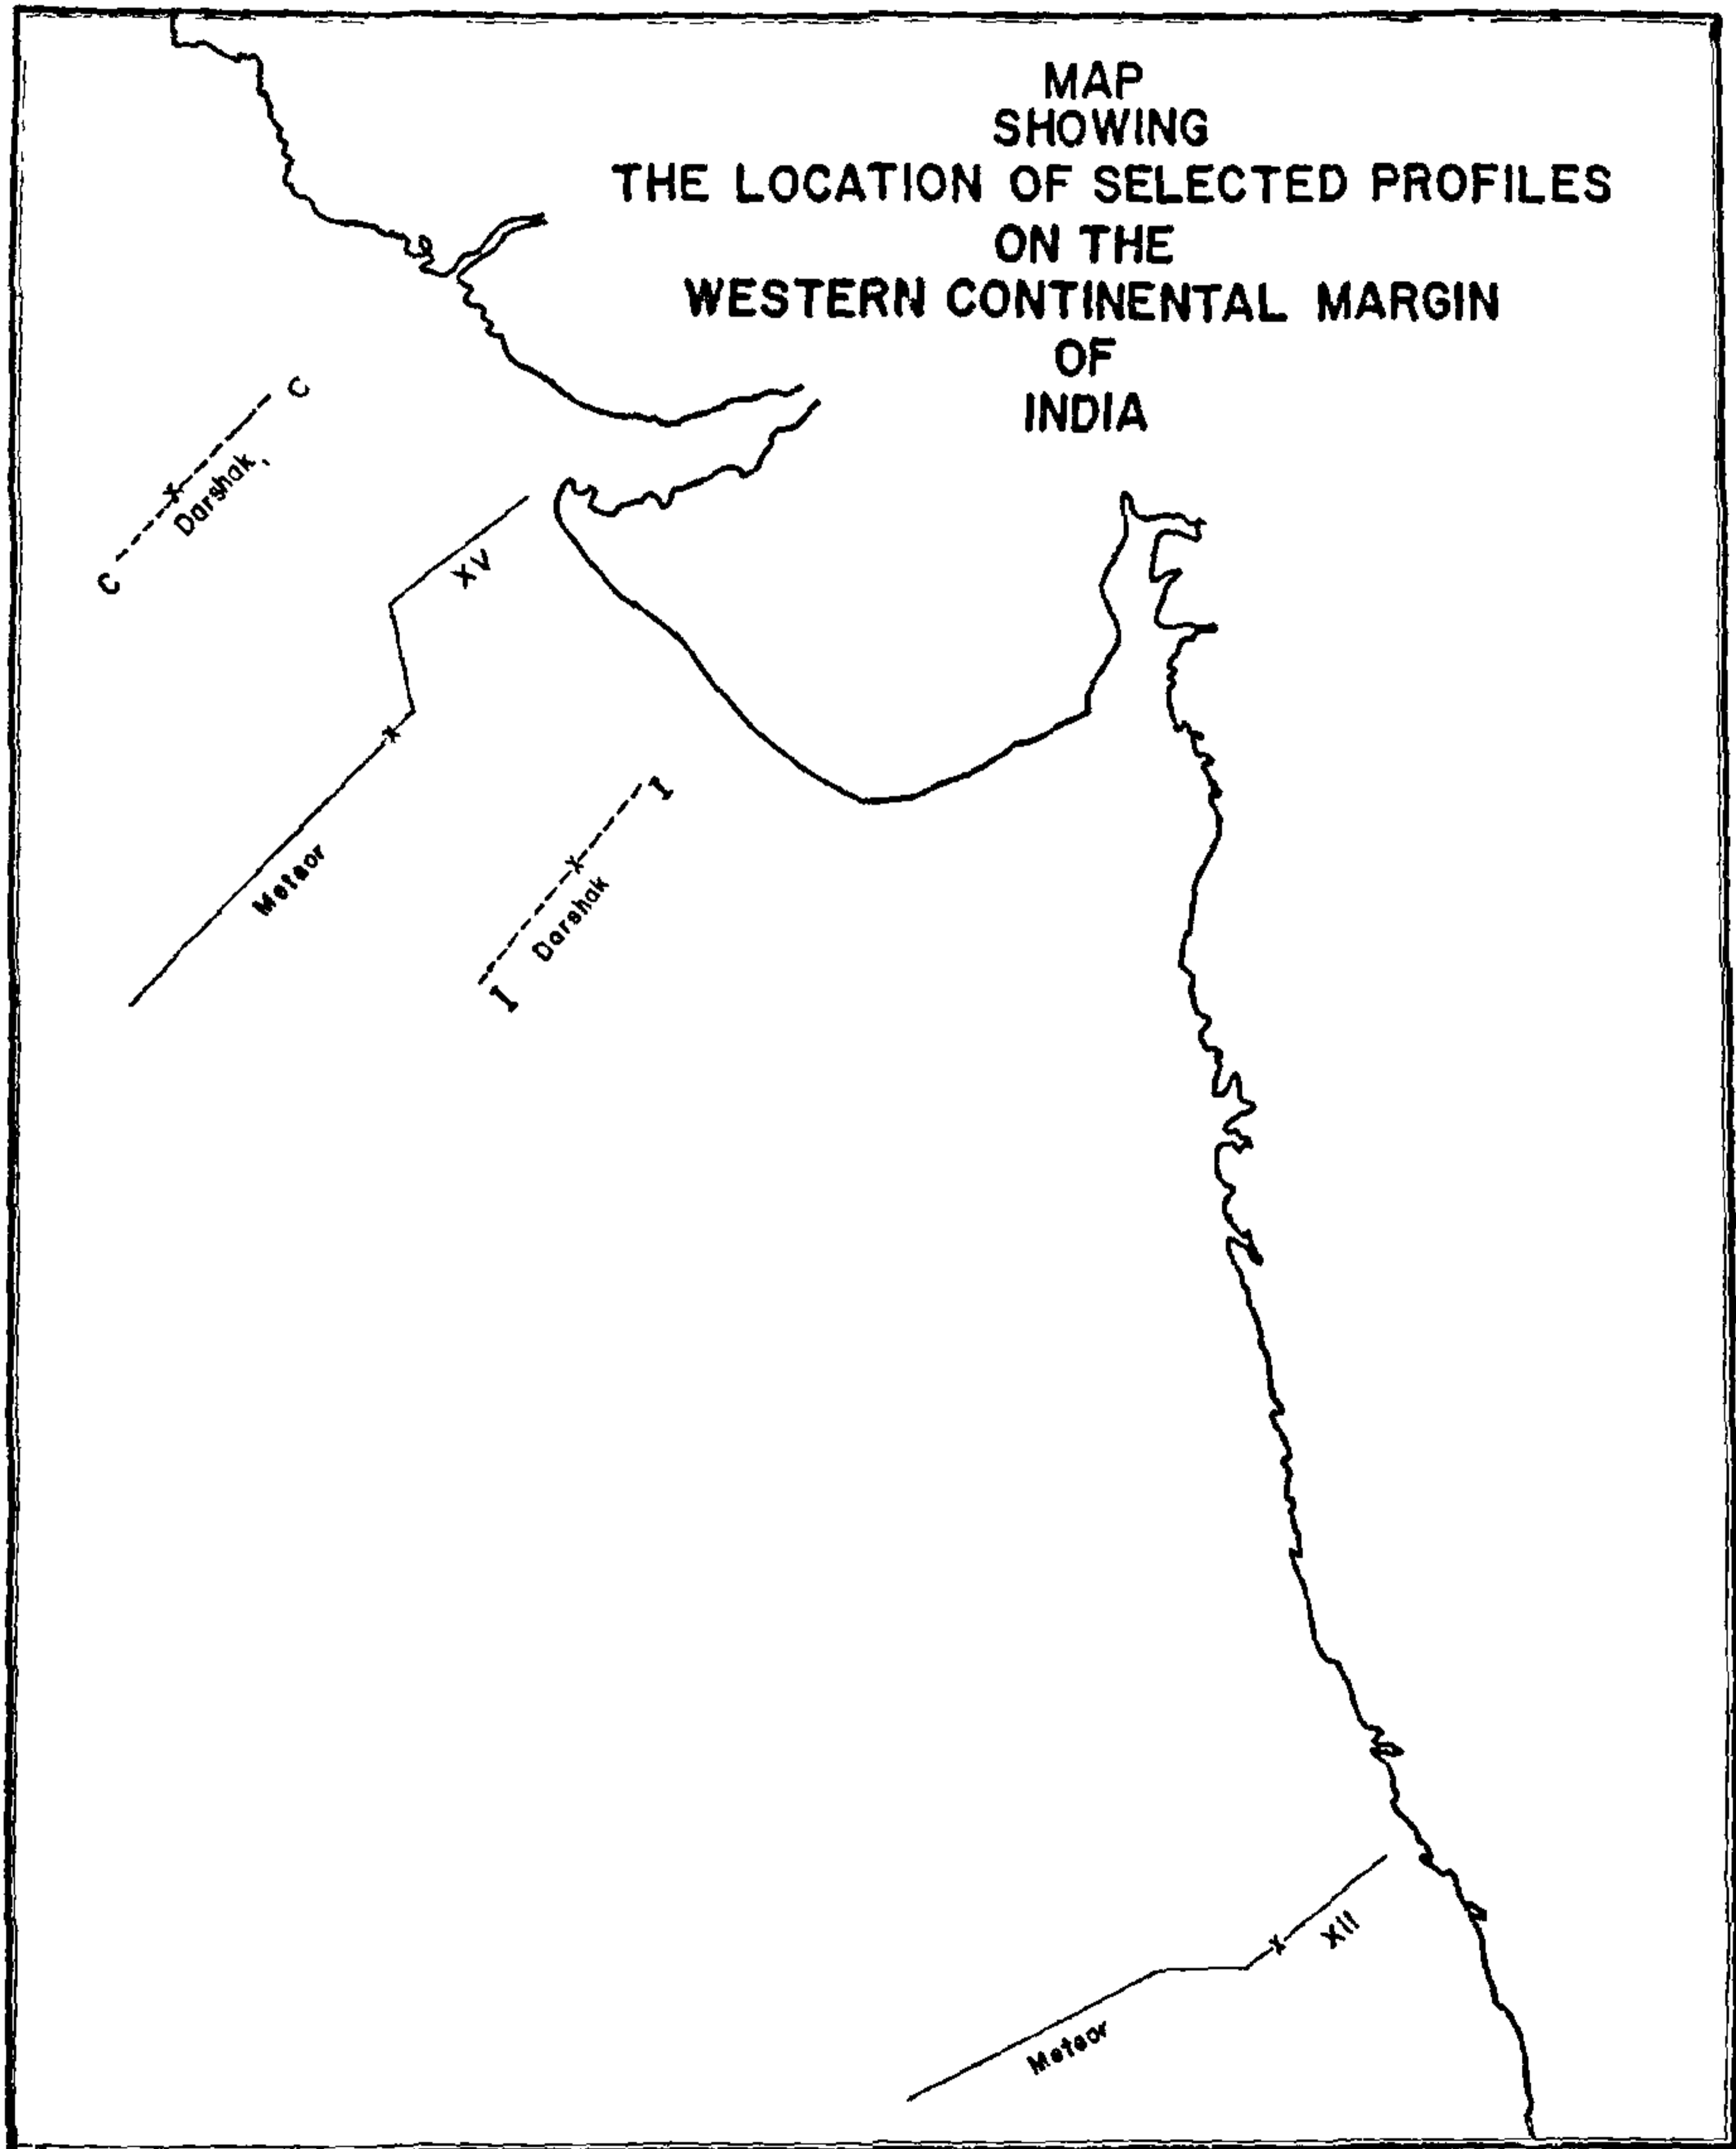 MAP
SHOWING
THE LOCATION OF SELECTED PROFILES
ON THE
WESTERN CONTINENTAL MARGIN
OF
INDIA
C
Darshak
C
XV
Meteor
I
Darshak
I
XII
Meteor